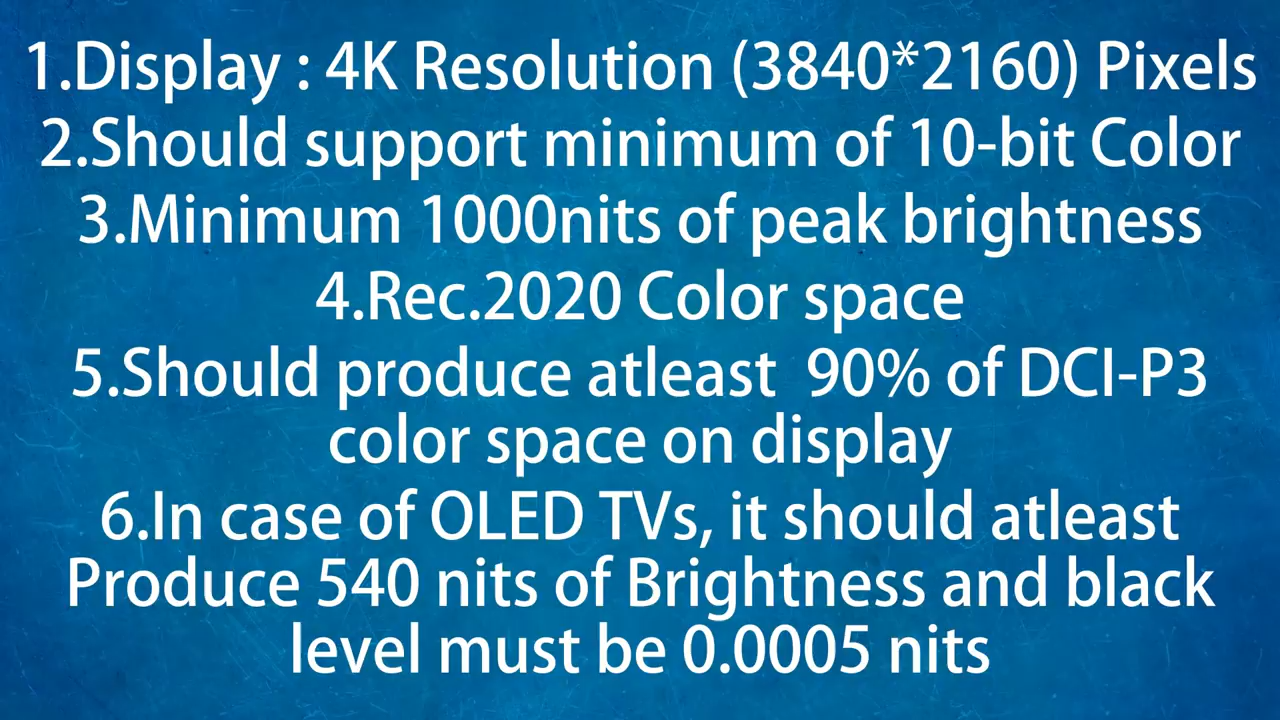 1.Display : 4K Resolution (3840*2160) Pixels
2.Should support minimum of 10-bit Color
3.Minimum 1000nits of peak brightness
4.Rec.2020 Color space
5.Should produce atleast  90% of DCI-P3
color space on display
6.In case of OLED TVs, it should atleast
Produce 540 nits of Brightness and black
level must be 0.0005 nits